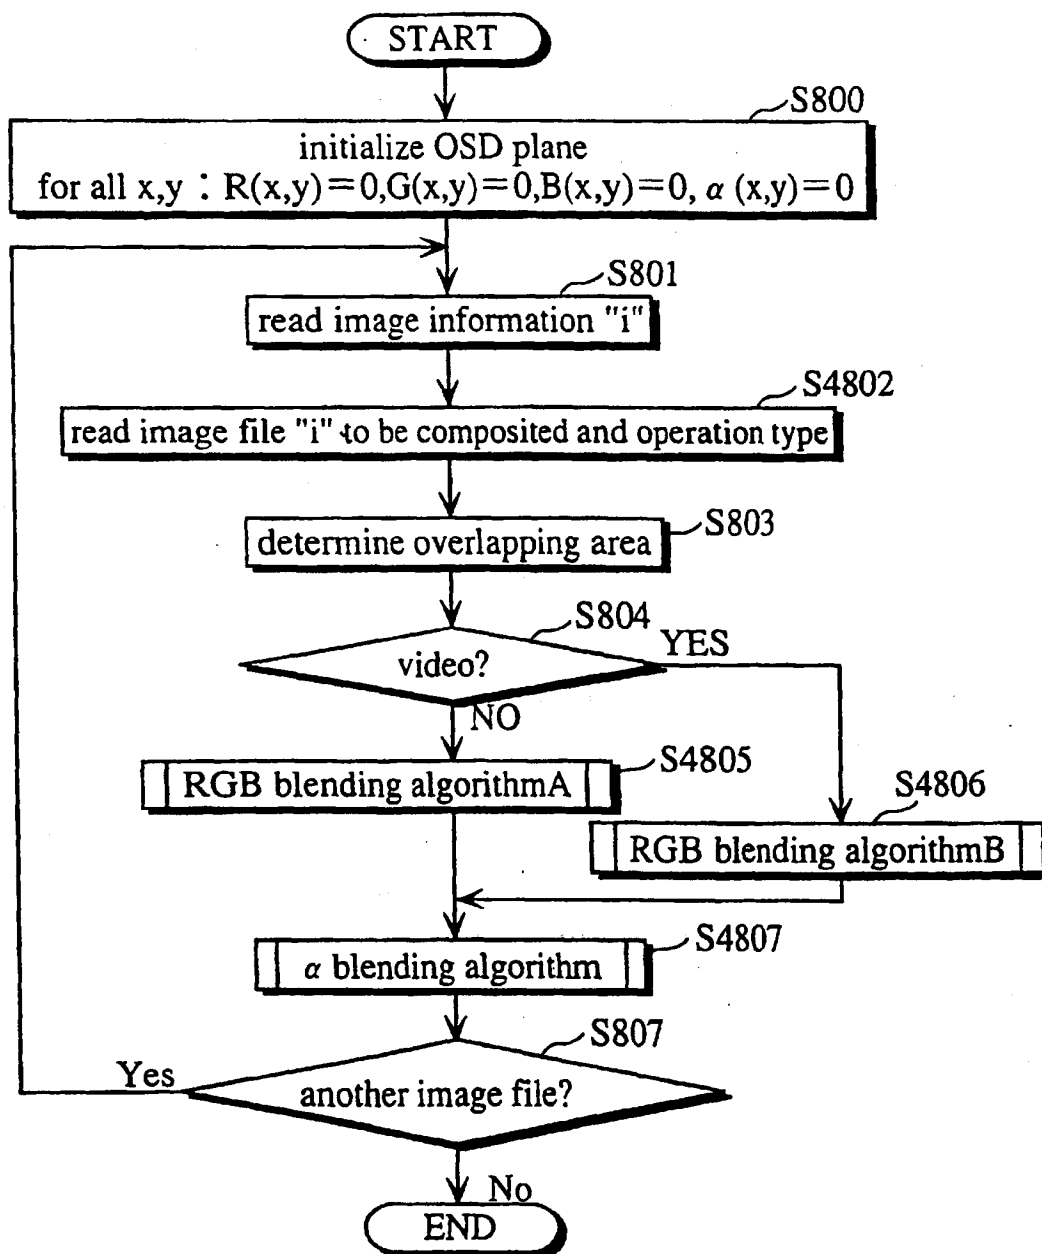 START
S800
initialize OSD plane
for all x,y : R(x,y)=0,G(x,y)=0,B(x,y)=0, α (x,y)=0
S801
read image information "i"
S4802
read image file "i" to be composited and operation type
S803
determine overlapping area
S804
video?
YES
NO
S4805
RGB blending algorithmA
S4806
RGB blending algorithmB
S4807
α blending algorithm
S807
Yes
another image file?
No
END